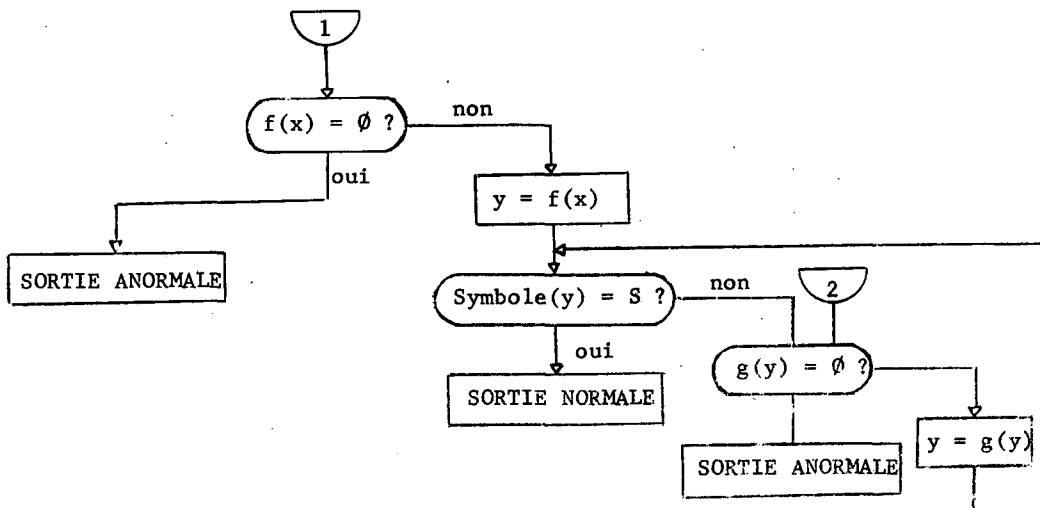 1
f(x) = Ø ?
non
oui
y = f(x)
SORTIE ANORMALE
Symbole(y) = S ?
non
2
oui
g(y) = Ø ?
SORTIE NORMALE
y = g(y)
SORTIE ANORMALE